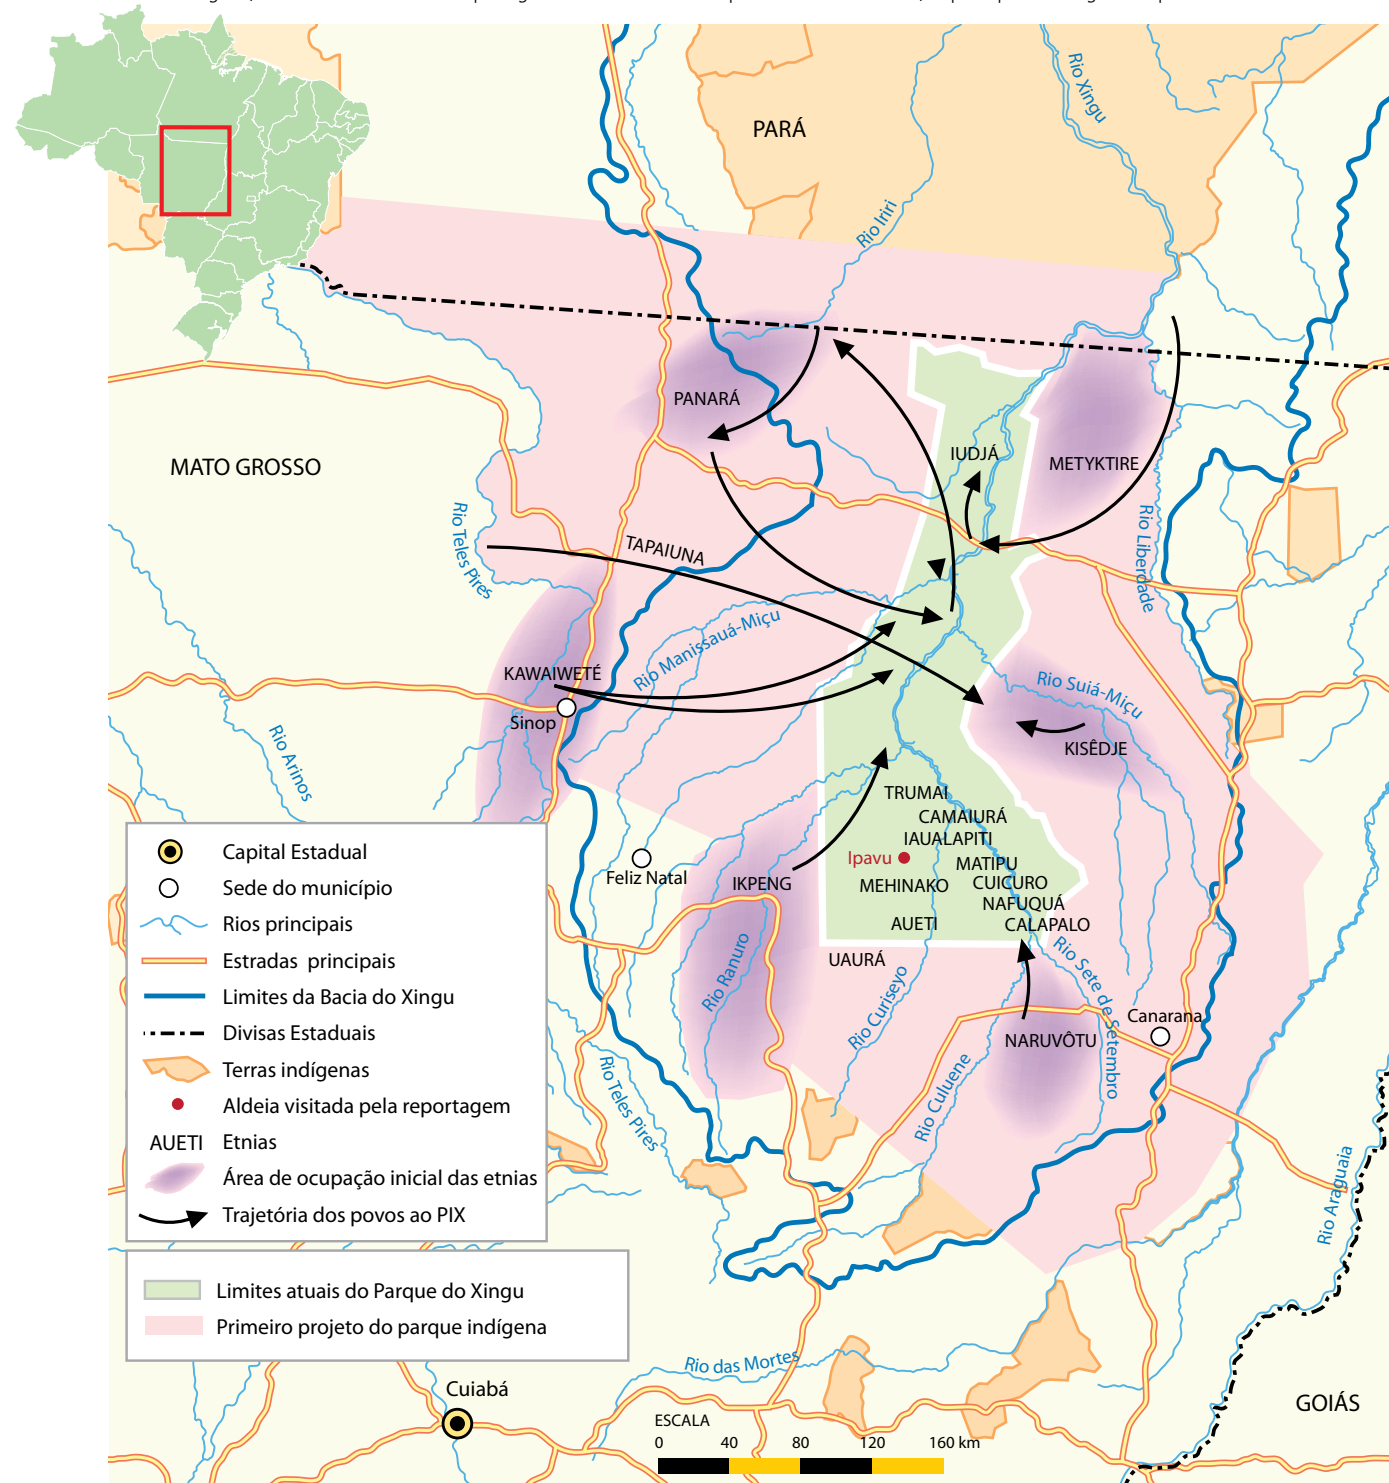 PARÁ
Rio Xingu
Rio Iriri
PANARÁ
IUDJÁ
METYKTIRE
MATO GROSSO
Rio Teles Pires
TAPAIUNA
Rio Liberdade
Rio Manissauá-Miçu
KAWAIWETÉ
Sinop
Rio Suiá-Miçu
KISÊDJE
Rio Arinos
TRUMAI
CAMAIURÁ
IAUALAPITI
Ipavu
MATIPU
CUICURO
MEHINAKO
NAFUQUÁ
AUETI
CALAPALO
Feliz Natal
IKPENG
UAURÁ
Rio Ranuro
Rio Curiseyo
Rio Culuene
Rio Sete de Setembro
Canarana
NARUVÔTU
Rio Teles Pires
Rio Araguaia
Capital Estadual
Sede do município
Rios principais
Estradas principais
Limites da Bacia do Xingu
Divisas Estaduais
Terras indígenas
Aldeia visitada pela reportagem
AUETI Etnias
Área de ocupação inicial das etnias
Trajetória dos povos ao PIX
Limites atuais do Parque do Xingu
Primeiro projeto do parque indígena
Rio das Mortes
Cuiabá
GOIÁS
ESCALA
0 40 80 120 160 km